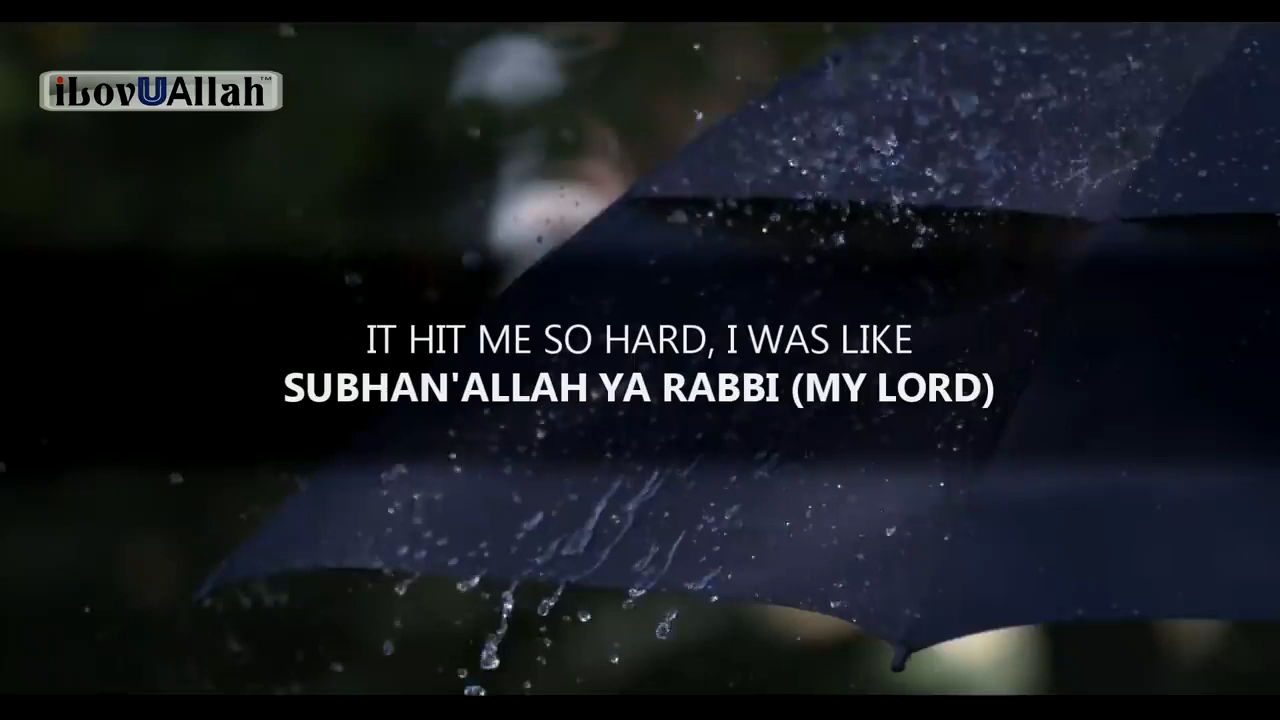 iLovUAllah™
IT HIT ME SO HARD, I WAS LIKE
SUBHAN'ALLAH YA RABBI (MY LORD)